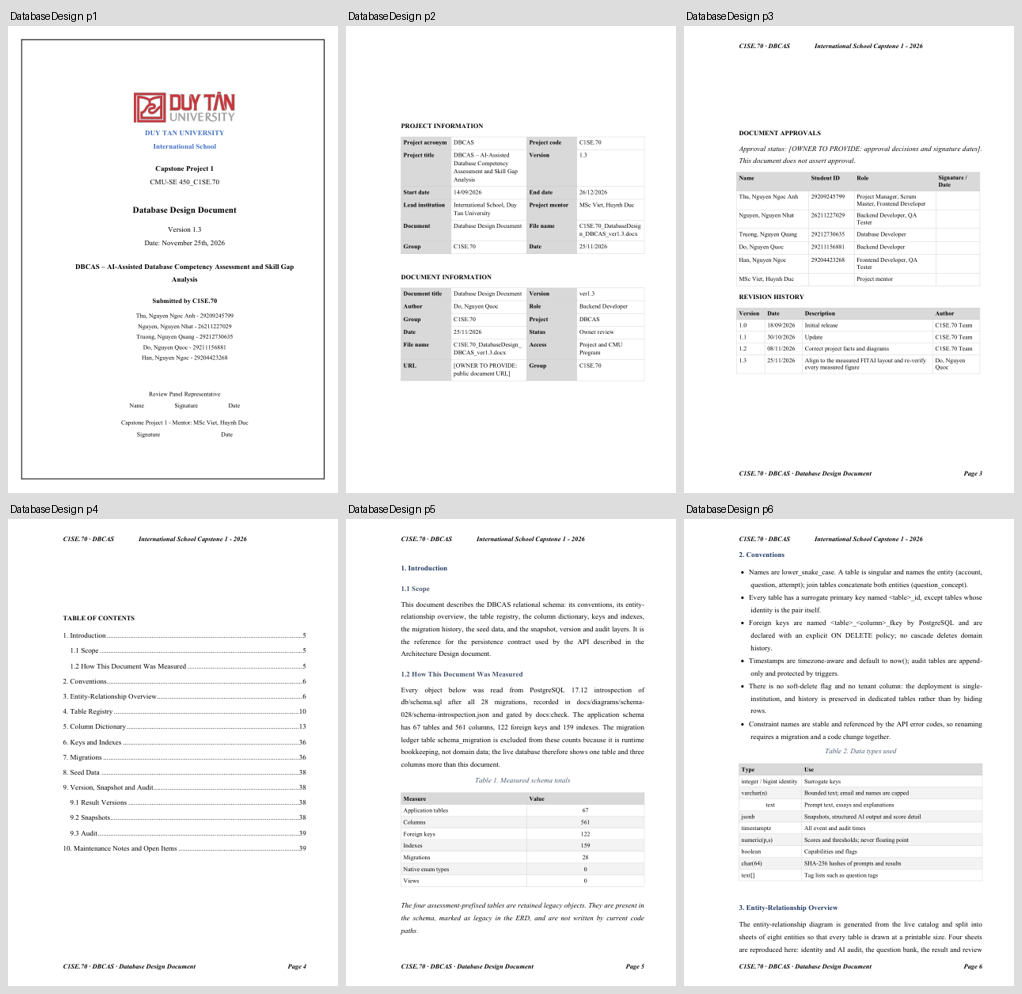 DatabaseDesign p1
DUY TÂN
UNIVERSITY
DUY TAN UNIVERSITY
International School
Capstone Project 1
CMU-SE 450_C1SE.70
Database Design Document
Version 1.3
Date: November 25th, 2026
DBCAS – AI-Assisted Database Competency Assessment and Skill Gap
Analysis
Submitted by C1SE.70
Thu, Nguyen Ngoc Anh - 29209245799
Nguyen, Nguyen Nhat - 26211227029
Truong, Nguyen Quang - 29212730635
Do, Nguyen Quoc - 29211156881
Han, Nguyen Ngoc - 29204423268
Review Panel Representative
Name Signature Date
Capstone Project 1 - Mentor: MSc Viet, Huynh Duc
Signature Date
DatabaseDesign p2
PROJECT INFORMATION
Project acronym DBCAS Project code C1SE.70
Project title DBCAS – AI-Assisted Database Competency Assessment and Skill Gap Analysis Version 1.3
Start date 14/09/2026 End date 26/12/2026
Lead institution International School, Duy Tan University Project mentor MSc Viet, Huynh Duc
Document Database Design Document File name C1SE.70_DatabaseDesign_DBCAS_ver1.3.docx
Group C1SE.70 Date 25/11/2026
DOCUMENT INFORMATION
Document title Database Design Document Version ver1.3
Author Do, Nguyen Quoc Role Backend Developer
Group C1SE.70 Project DBCAS
Date 25/11/2026 Status Owner review
File name C1SE.70_DatabaseDesign_DBCAS_ver1.3.docx Access Project and CMU Program
URL [OWNER TO PROVIDE: public document URL] Group C1SE.70
DatabaseDesign p3
C1SE.70 · DBCAS International School Capstone 1 - 2026
DOCUMENT APPROVALS
Approval status: [OWNER TO PROVIDE: approval decisions and signature dates].
This document does not assert approval.
Name Student ID Role Signature / Date
Thu, Nguyen Ngoc Anh 29209245799 Project Manager, Scrum Master, Frontend Developer
Nguyen, Nguyen Nhat 26211227029 Backend Developer, QA Tester
Truong, Nguyen Quang 29212730635 Database Developer
Do, Nguyen Quoc 29211156881 Backend Developer
Han, Nguyen Ngoc 29204423268 Frontend Developer, QA Tester
MSc Viet, Huynh Duc Project mentor
REVISION HISTORY
Version Date Description Author
1.0 18/09/2026 Initial release C1SE.70 Team
1.1 30/10/2026 Update C1SE.70 Team
1.2 08/11/2026 Correct project facts and diagrams C1SE.70 Team
1.3 25/11/2026 Align to the measured FITAI layout and re-verify every measured figure Do, Nguyen Quoc
C1SE.70 · DBCAS · Database Design Document Page 3
DatabaseDesign p4
C1SE.70 · DBCAS International School Capstone 1 - 2026
TABLE OF CONTENTS
1. Introduction 5
1.1 Scope 5
1.2 How This Document Was Measured 5
2. Conventions 6
3. Entity-Relationship Overview 6
4. Table Registry 10
5. Column Dictionary 13
6. Keys and Indexes 36
7. Migrations 36
8. Seed Data 38
9. Version, Snapshot and Audit 38
9.1 Result Versions 38
9.2 Snapshots 38
9.3 Audit 39
10. Maintenance Notes and Open Items 39
C1SE.70 · DBCAS · Database Design Document Page 4
DatabaseDesign p5
C1SE.70 · DBCAS International School Capstone 1 - 2026
1. Introduction
1.1 Scope
This document describes the DBCAS relational schema: its conventions, its entity-
relationship overview, the table registry, the column dictionary, keys and indexes,
the migration history, the seed data, and the snapshot, version and audit layers. It is
the reference for the persistence contract used by the API described in the
Architecture Design document.
1.2 How This Document Was Measured
Every object below was read from PostgreSQL 17.12 introspection of
db/schema.sql after all 28 migrations, recorded in docs/diagrams/schema-
028/schema-introspection.json and gated by docs:check. The application schema
has 67 tables and 561 columns, 122 foreign keys and 159 indexes. The migration
ledger table schema_migration is excluded from these counts because it is runtime
bookkeeping, not domain data; the live database therefore shows one table and three
columns more than this document.
Table 1. Measured schema totals
Measure Value
Application tables 67
Columns 561
Foreign keys 122
Indexes 159
Migrations 28
Native enum types 0
Views 0
The four assessment-prefixed tables are retained legacy objects. They are present in
the schema, marked as legacy in the ERD, and are not written by current code
paths.
C1SE.70 · DBCAS · Database Design Document Page 5
DatabaseDesign p6
C1SE.70 · DBCAS International School Capstone 1 - 2026
2. Conventions
• Names are lower_snake_case. A table is singular and names the entity (account,
question, attempt); join tables concatenate both entities (question_concept).
• Every table has a surrogate primary key named <table>_id, except tables whose
identity is the pair itself.
• Foreign keys are named <table>_<column>_fkey by PostgreSQL and are
declared with an explicit ON DELETE policy; no cascade deletes domain
history.
• Timestamps are timezone-aware and default to now(); audit tables are append-
only and protected by triggers.
• There is no soft-delete flag and no tenant column: the deployment is single-
institution, and history is preserved in dedicated tables rather than by hiding
rows.
• Constraint names are stable and referenced by the API error codes, so renaming
requires a migration and a code change together.
Table 2. Data types used
Type Use
integer / bigint identity Surrogate keys
varchar(n) Bounded text; email and names are capped
text Prompt text, essays and explanations
jsonb Snapshots, structured AI output and score detail
timestamptz All event and audit times
numeric(p,s) Scores and thresholds; never floating point
boolean Capabilities and flags
char(64) SHA-256 hashes of prompts and results
text[] Tag lists such as question tags
3. Entity-Relationship Overview
The entity-relationship diagram is generated from the live catalog and split into
sheets of eight entities so that every table is drawn at a printable size. Four sheets
are reproduced here: identity and AI audit, the question bank, the result and review
C1SE.70 · DBCAS · Database Design Document Page 6